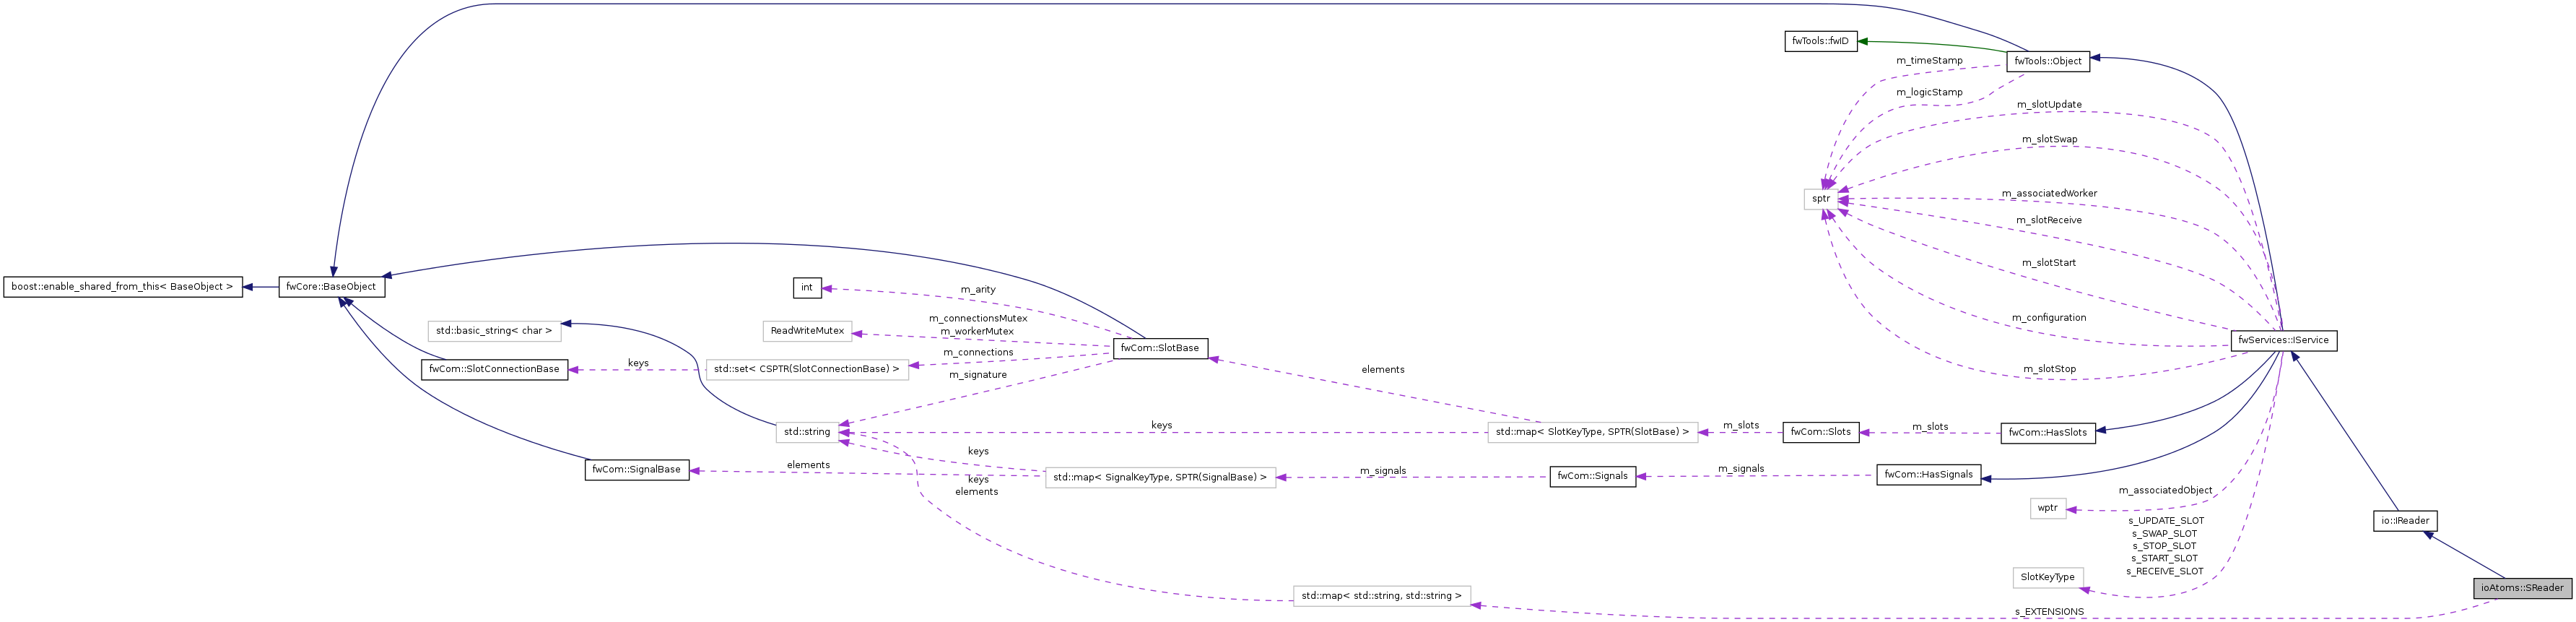 fwTools::fwID
fwTools::Object
m_timeStamp
m_logicStamp
m_slotUpdate
m_slotSwap
m_associatedWorker
sptr
m_slotReceive
m_slotStart
boost::enable_shared_from_this< BaseObject >
fwCore::BaseObject
int
m_arity
m_configuration
m_connectionsMutex
m_workerMutex
std::basic_string< char >
ReadWriteMutex
fwServices::IService
fwCom::SlotBase
m_connections
keys
fwCom::SlotConnectionBase
std::set< CSPTR(SlotConnectionBase) >
elements
m_slotStop
m_signature
m_slots
m_slots
keys
std::string
std::map< SlotKeyType, SPTR(SlotBase) >
fwCom::Slots
fwCom::HasSlots
keys
elements
m_signals
m_signals
fwCom::SignalBase
std::map< SignalKeyType, SPTR(SignalBase) >
fwCom::Signals
fwCom::HasSignals
keys
elements
m_associatedObject
wptr
s_UPDATE_SLOT
s_SWAP_SLOT
s_STOP_SLOT
s_START_SLOT
s_RECEIVE_SLOT
io::IReader
SlotKeyType
ioAtoms::SReader
std::map< std::string, std::string >
s_EXTENSIONS